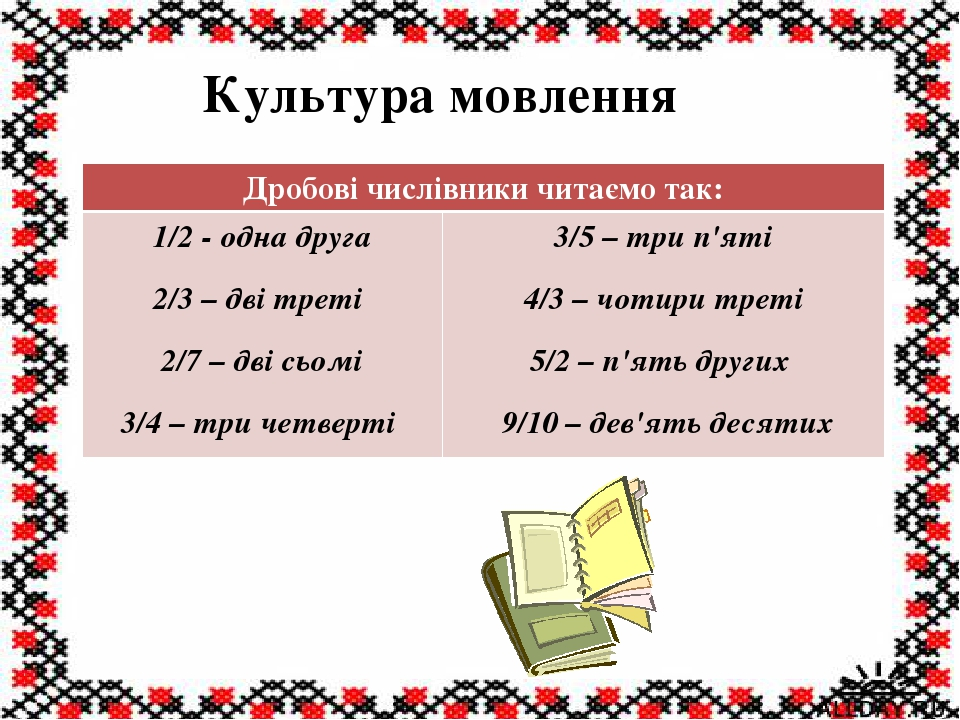 Культура мовлення
Дробові числівники читаємо так:
1/2 - одна друга
2/3 – дві треті
2/7 – дві сьомі
3/4 – три четверті
3/5 – три п'яті
4/3 – чотири треті
5/2 – п'ять других
9/10 – дев'ять десятих
ALLDAY.RU